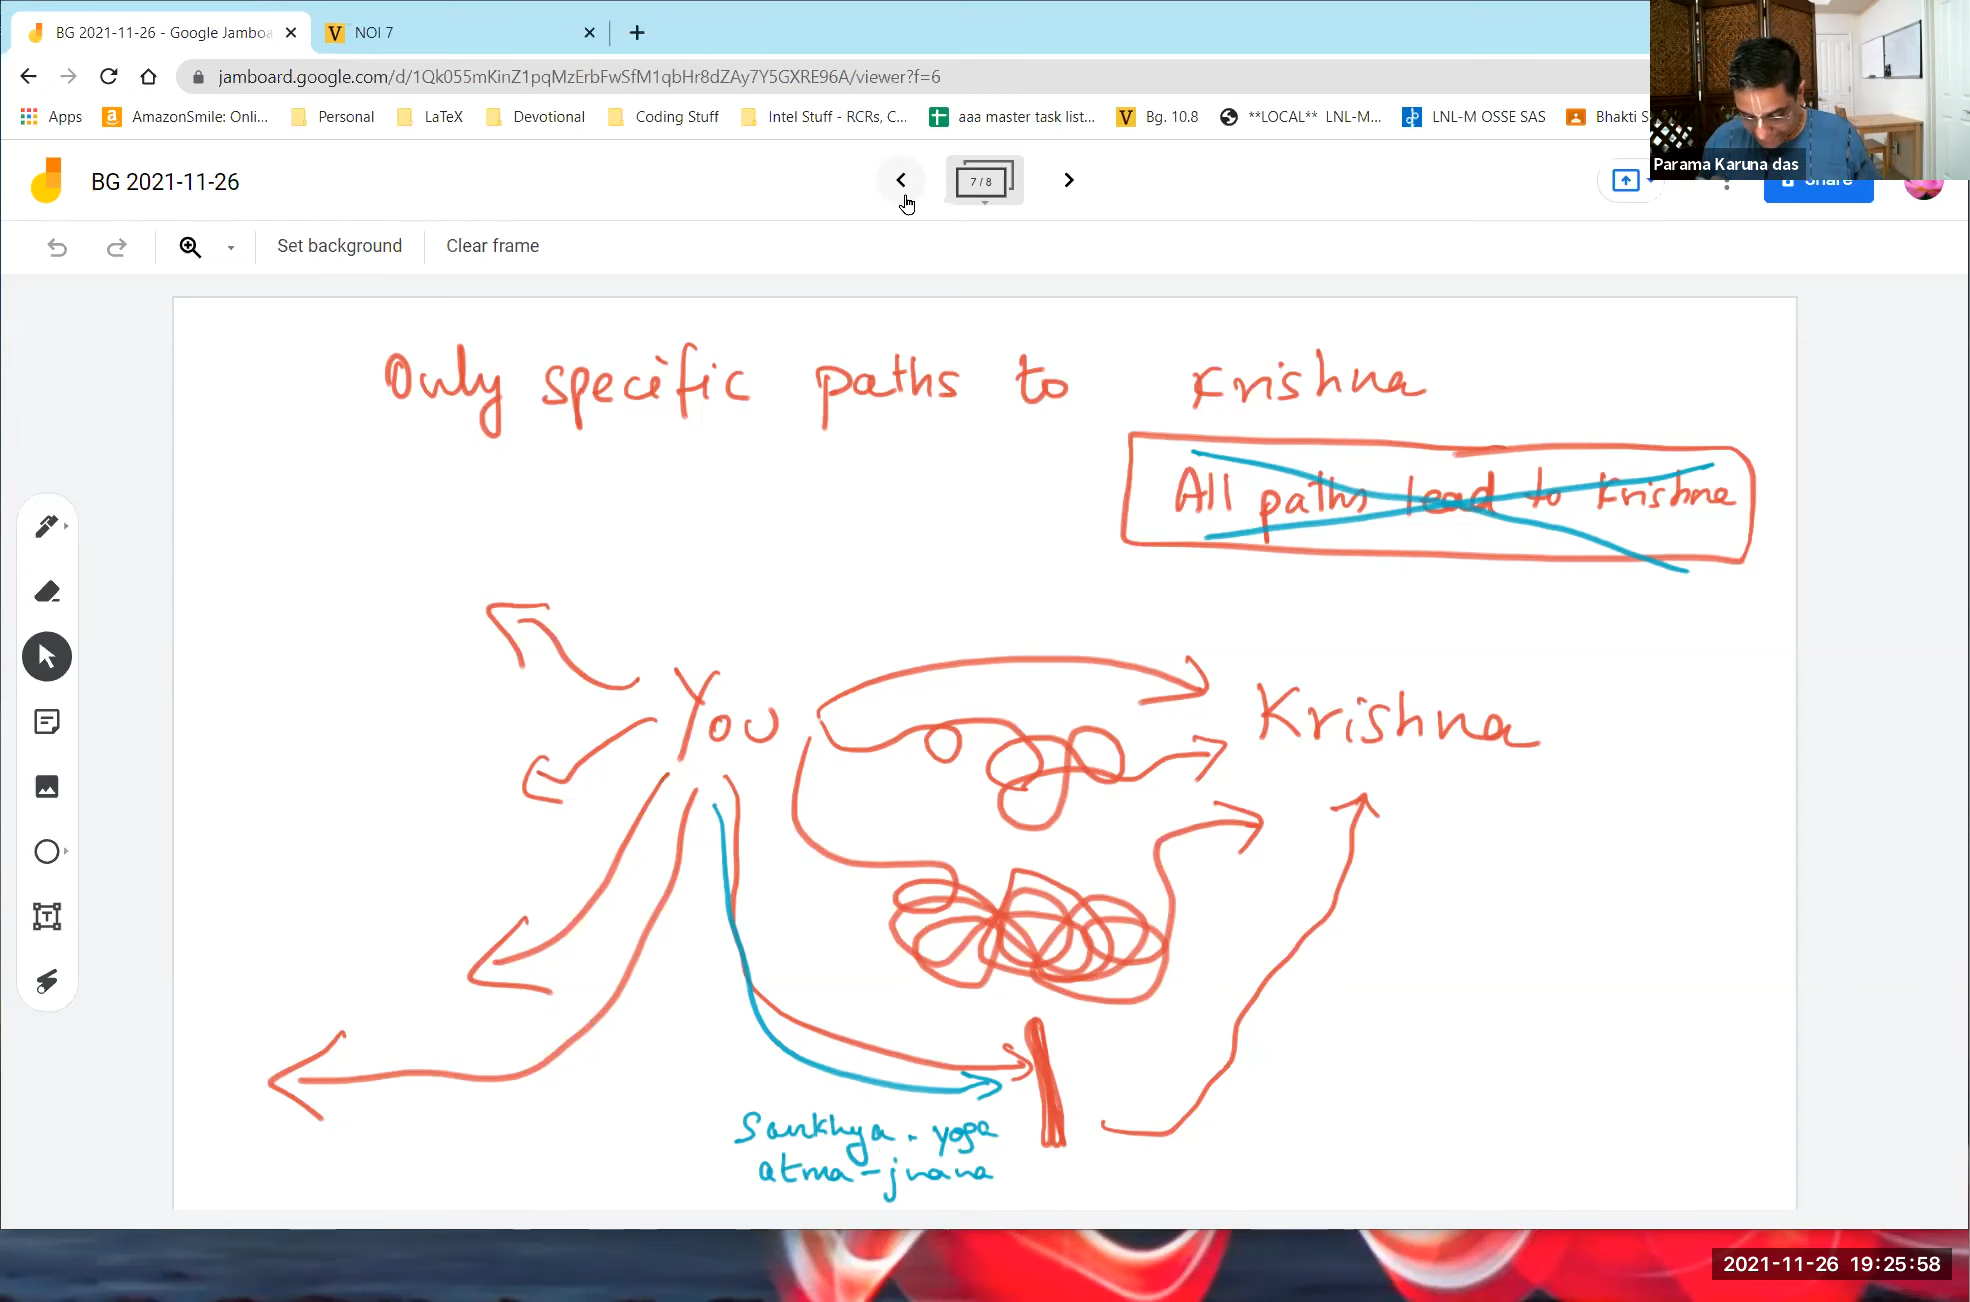 BG 2021-11-26 - Google Jamboa
NOI 7
jamboard.google.com/d/1Qk055mKinZ1pqMzErbFwSfM1qbHr8dZAy7Y5GXRE96A/viewer?f=6
Apps AmazonSmile: Onli... Personal LaTeX Devotional Coding Stuff Intel Stuff - RCRs, C... aaa master task list... Bg. 10.8 **LOCAL** LNL-M... LNL-M OSSE SAS Bhakti S
Parama Karuna das
BG 2021-11-26
7 / 8
Share
Set background Clear frame
Only specific paths to Krishna
All paths lead to Krishna
You
Krishna
Sankhya - yoga
atma - jnana
2021-11-26 19:25:58